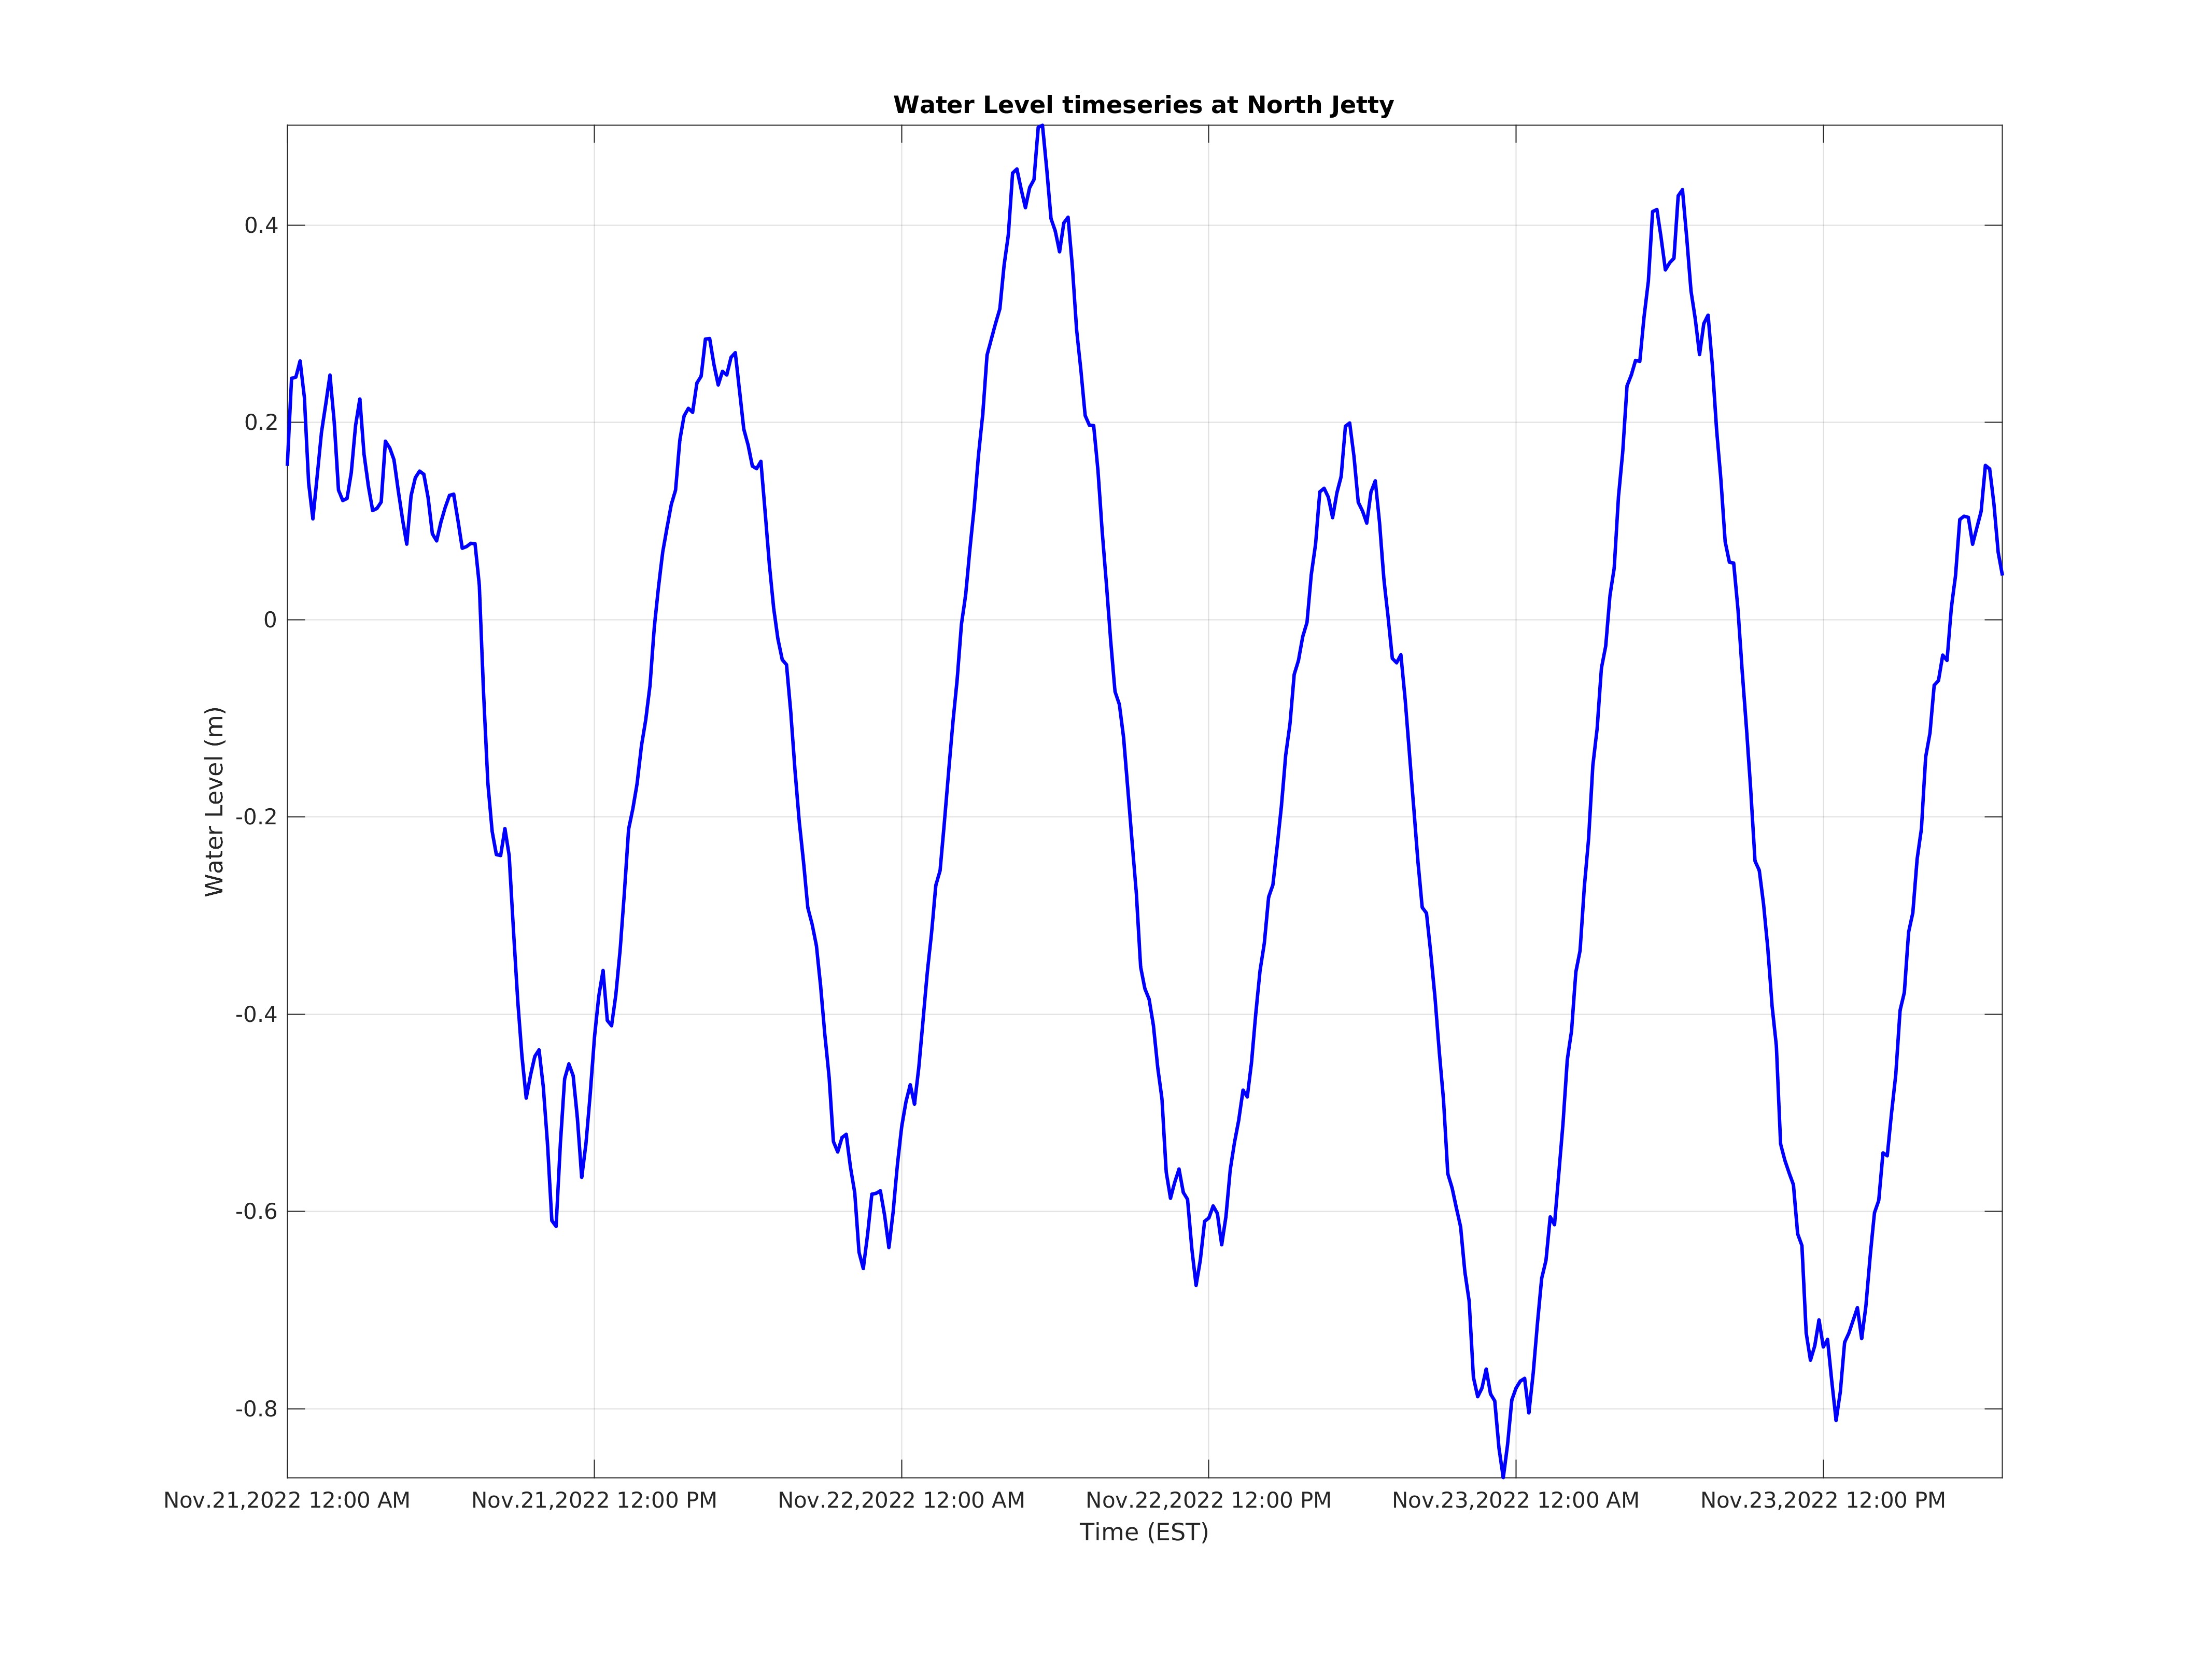 Water Level timeseries at North Jetty
0.4
0.2
0
-0.2
-0.4
-0.6
-0.8
Water Level (m)
Nov.21,2022 12:00 AM
Nov.21,2022 12:00 PM
Nov.22,2022 12:00 AM
Nov.22,2022 12:00 PM
Nov.23,2022 12:00 AM
Nov.23,2022 12:00 PM
Time (EST)